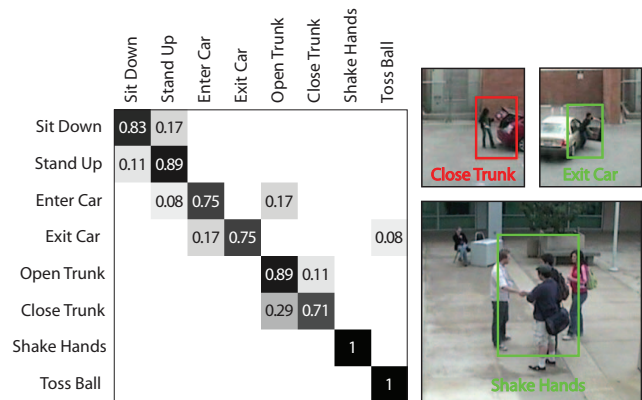 Sit Down
Stand Up
Enter Car
Exit Car
Open Trunk
Close Trunk
Shake Hands
Toss Ball
Sit Down 0.83 0.17
Stand Up 0.11 0.89
Enter Car 0.08 0.75 0.17
Exit Car 0.17 0.75 0.08
Open Trunk 0.89 0.11
Close Trunk 0.29 0.71
Shake Hands 1
Toss Ball 1
Close Trunk
Exit Car
Shake Hands